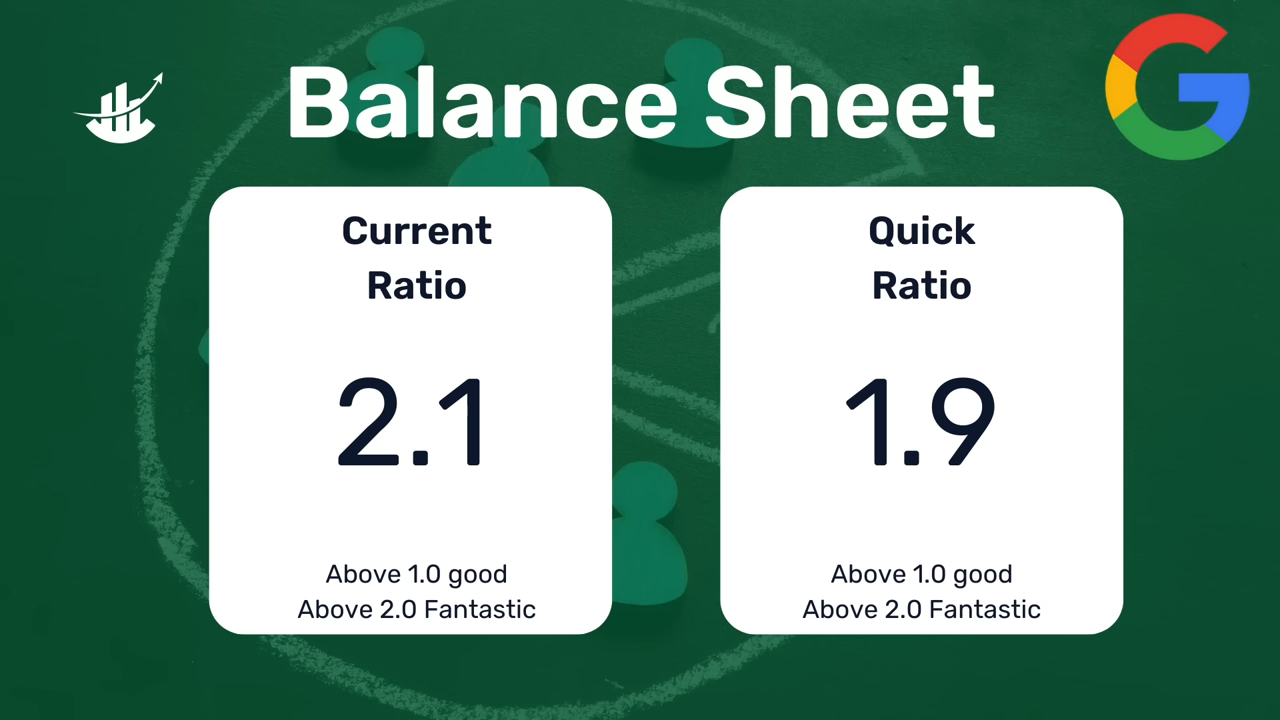 Balance Sheet
Current
Ratio
2.1
Above 1.0 good
Above 2.0 Fantastic
Quick
Ratio
1.9
Above 1.0 good
Above 2.0 Fantastic